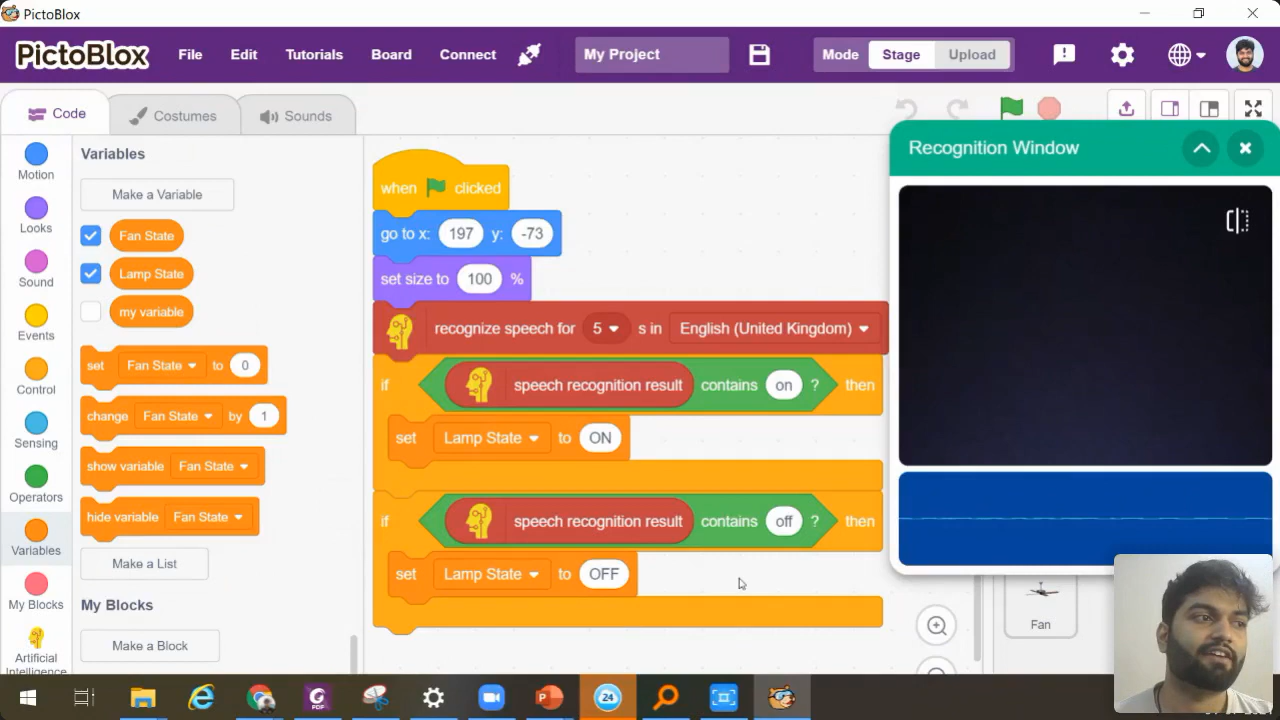 PictoBlox
PictoBlox File Edit Tutorials Board Connect My Project Mode Stage Upload
Code Costumes Sounds
Motion
Looks
Sound
Events
Control
Sensing
Operators
Variables
My Blocks
Artificial
Intelligence
Variables
Make a Variable
Fan State
Lamp State
my variable
set Fan State to 0
change Fan State by 1
show variable Fan State
hide variable Fan State
Make a List
My Blocks
Make a Block
when clicked
go to x: 197 y: -73
set size to 100 %
recognize speech for 5 s in English (United Kingdom)
if speech recognition result contains on ? then
set Lamp State to ON
if speech recognition result contains off ? then
set Lamp State to OFF
Recognition Window
Fan
PDF
24